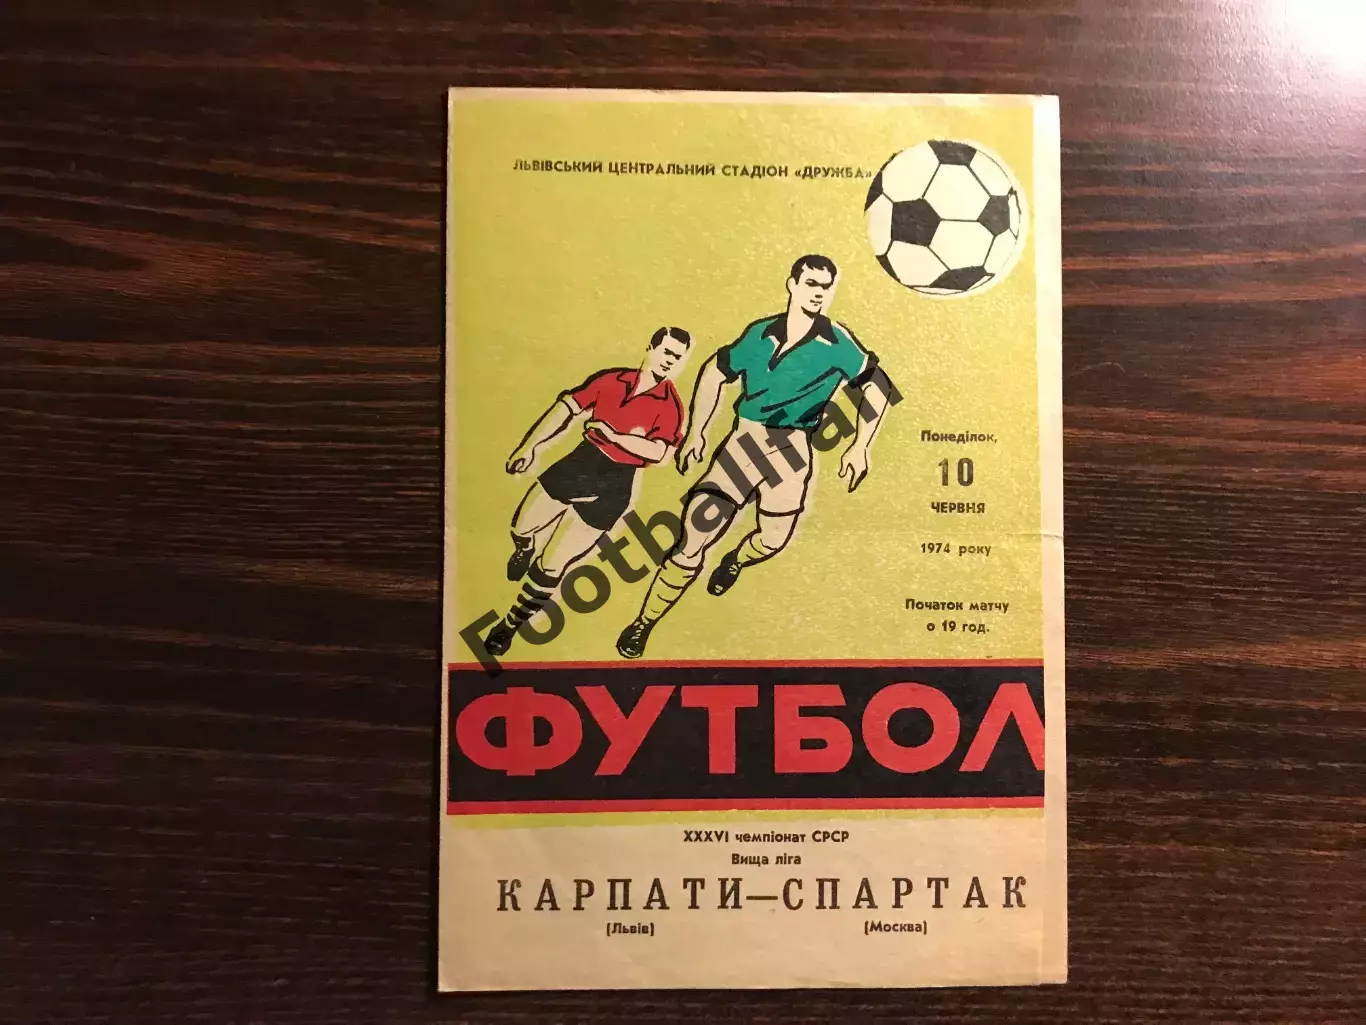 ЛЬВІВСЬКИЙ ЦЕНТРАЛЬНИЙ СТАДІОН «ДРУЖБА»
Понеділок,
10
ЧЕРВНЯ
1974 року
Початок матчу
о 19 год.
Footballfan
ФУТБОЛ
XXXVI чемпіонат СРСР
Вища ліга
КАРПАТИ—СПАРТАК
(Львів) (Москва)